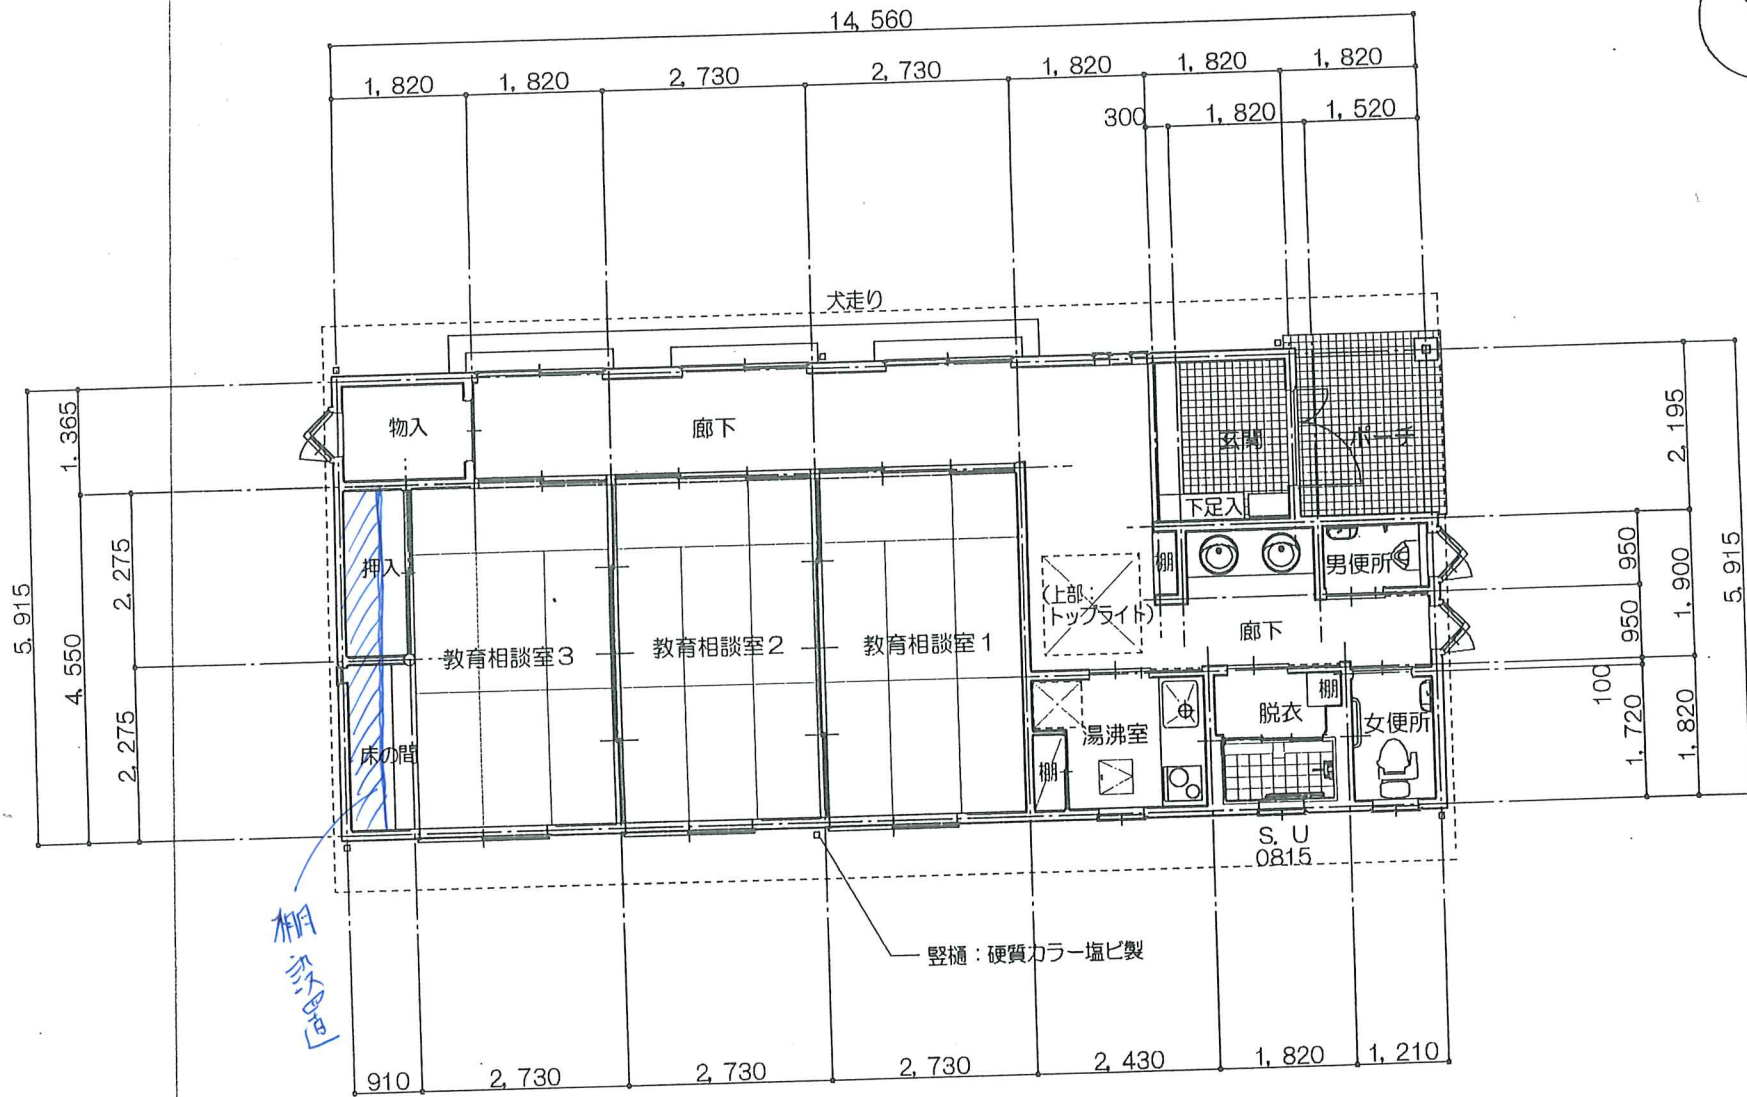 14,560
1,820
1,820
2,730
2,730
1,820
1,820
1,820
300
1,820
1,520
犬走り
物入
廊下
玄関
ポーチ
下足入
押入
教育相談室3
教育相談室2
教育相談室1
(上部:
トップライト)
棚
男便所
廊下
床の間
湯沸室
棚
脱衣
棚
女便所
S. U
0815
竪樋:硬質カラー塩ビ製
棚設置
5,915
1,365
4,550
2,275
2,275
2,195
950
950
1,900
5,915
100
1,720
1,820
910
2,730
2,730
2,730
2,430
1,820
1,210